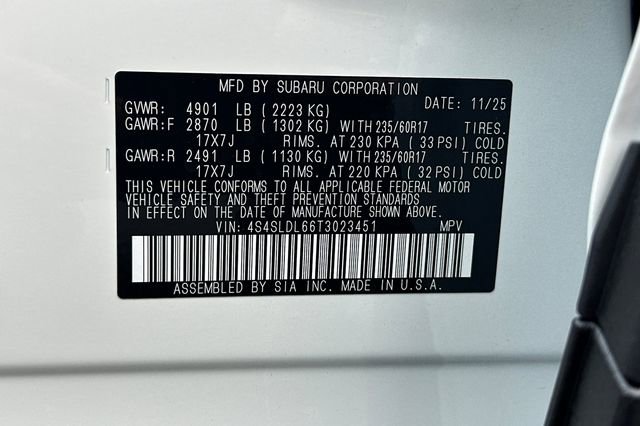 MFD BY SUBARU CORPORATION
GVWR: 4901 LB ( 2223 KG) DATE: 11/25
GAWR:F 2870 LB ( 1302 KG) WITH 235/60R17 TIRES.
17X7J RIMS. AT 230 KPA ( 33 PSI) COLD
GAWR:R 2491 LB ( 1130 KG) WITH 235/60R17 TIRES.
17X7J RIMS. AT 220 KPA ( 32 PSI) COLD
THIS VEHICLE CONFORMS TO ALL APPLICABLE FEDERAL MOTOR
VEHICLE SAFETY AND THEFT PREVENTION STANDARDS
IN EFFECT ON THE DATE OF MANUFACTURE SHOWN ABOVE.
VIN: 4S4SLDL66T3023451 MPV
ASSEMBLED BY SIA INC. MADE IN U.S.A.